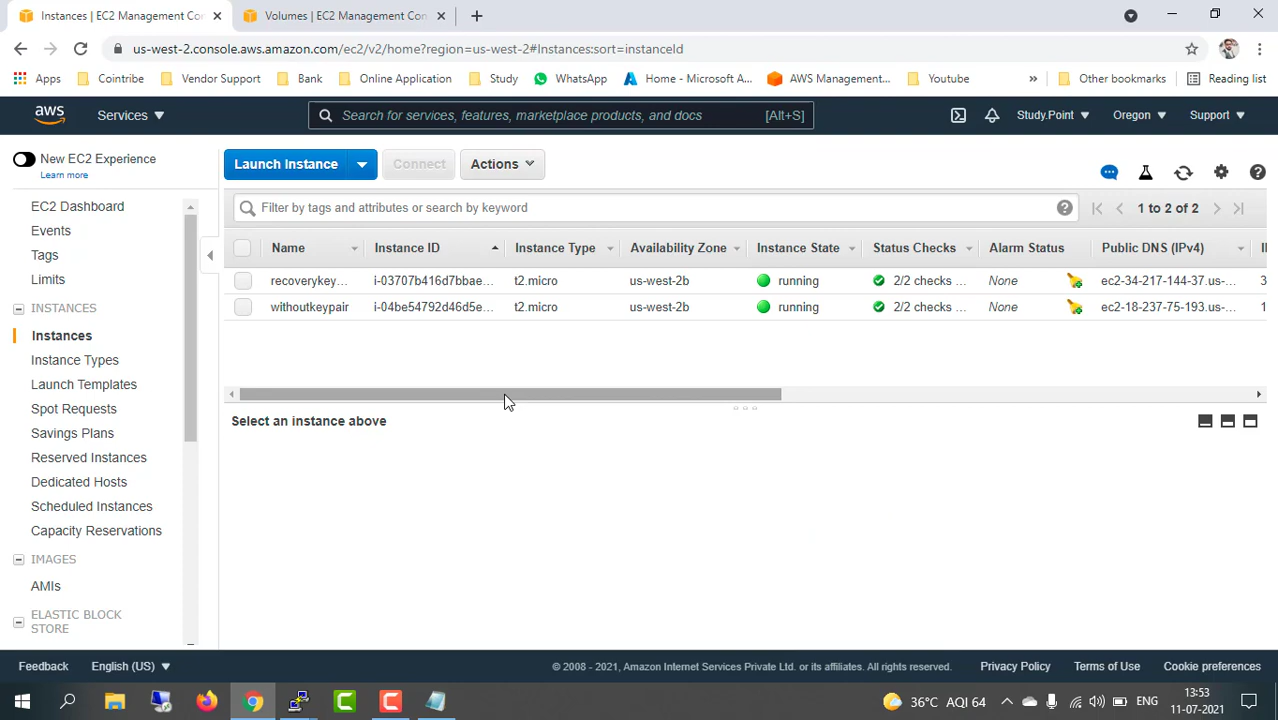 Instances | EC2 Management Con
Volumes | EC2 Management Con
us-west-2.console.aws.amazon.com/ec2/v2/home?region=us-west-2#Instances:sort=instanceId
Apps
Cointribe
Vendor Support
Bank
Online Application
Study
WhatsApp
Home - Microsoft A...
AWS Management...
Youtube
»
Other bookmarks
Reading list
aws
Services
Search for services, features, marketplace products, and docs
[Alt+S]
Study.Point
Oregon
Support
New EC2 Experience
Learn more
EC2 Dashboard
Events
Tags
Limits
INSTANCES
Instances
Instance Types
Launch Templates
Spot Requests
Savings Plans
Reserved Instances
Dedicated Hosts
Scheduled Instances
Capacity Reservations
IMAGES
AMIs
ELASTIC BLOCK
STORE
Launch Instance
Connect
Actions
Filter by tags and attributes or search by keyword
1 to 2 of 2
Name Instance ID Instance Type Availability Zone Instance State Status Checks Alarm Status Public DNS (IPv4)
recoverykey... i-03707b416d7bbae... t2.micro us-west-2b running 2/2 checks ... None ec2-34-217-144-37.us-... 3
withoutkeypair i-04be54792d46d5e... t2.micro us-west-2b running 2/2 checks ... None ec2-18-237-75-193.us-... 1
Select an instance above
Feedback
English (US)
© 2008 - 2021, Amazon Internet Services Private Ltd. or its affiliates. All rights reserved.
Privacy Policy
Terms of Use
Cookie preferences
36°C AQI 64
ENG
13:53
11-07-2021